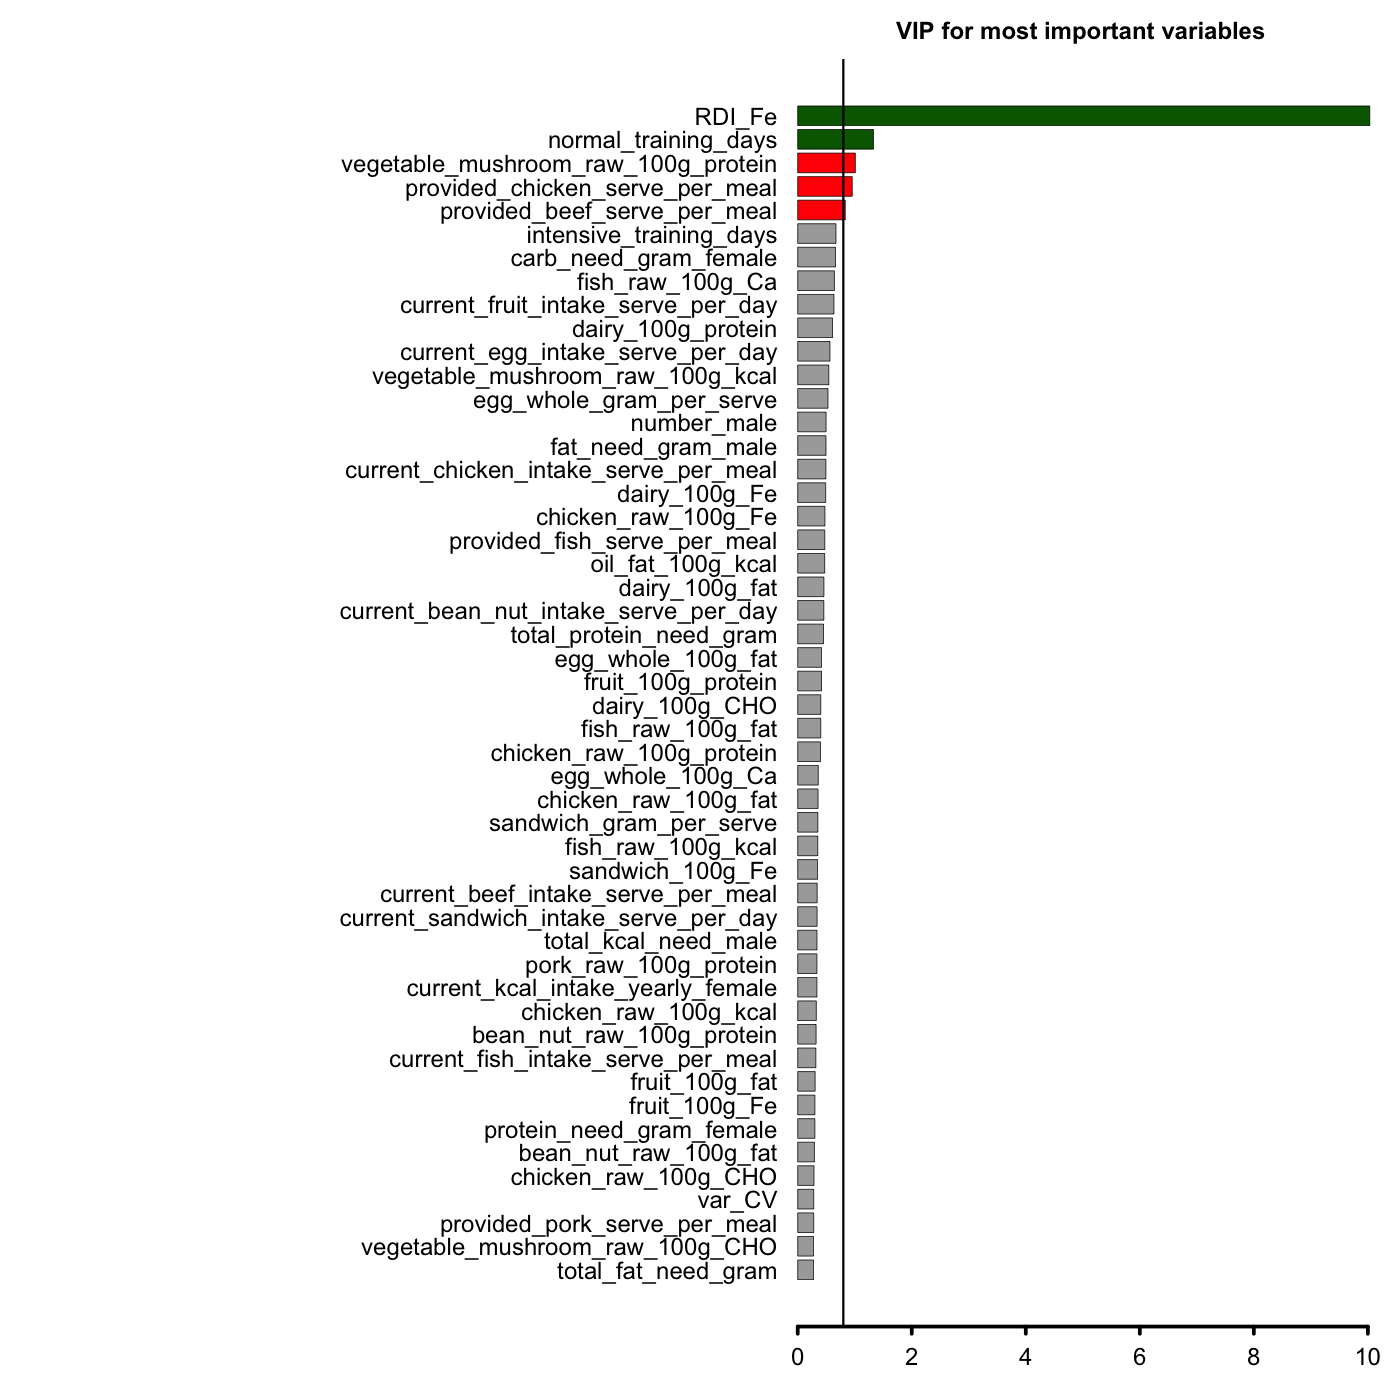 VIP for most important variables
RDI_Fe
normal_training_days
vegetable_mushroom_raw_100g_protein
provided_chicken_serve_per_meal
provided_beef_serve_per_meal
intensive_training_days
carb_need_gram_female
fish_raw_100g_Ca
current_fruit_intake_serve_per_day
dairy_100g_protein
current_egg_intake_serve_per_day
vegetable_mushroom_raw_100g_kcal
egg_whole_gram_per_serve
number_male
fat_need_gram_male
current_chicken_intake_serve_per_meal
dairy_100g_Fe
chicken_raw_100g_Fe
provided_fish_serve_per_meal
oil_fat_100g_kcal
dairy_100g_fat
current_bean_nut_intake_serve_per_day
total_protein_need_gram
egg_whole_100g_fat
fruit_100g_protein
dairy_100g_CHO
fish_raw_100g_fat
chicken_raw_100g_protein
egg_whole_100g_Ca
chicken_raw_100g_fat
sandwich_gram_per_serve
fish_raw_100g_kcal
sandwich_100g_Fe
current_beef_intake_serve_per_meal
current_sandwich_intake_serve_per_day
total_kcal_need_male
pork_raw_100g_protein
current_kcal_intake_yearly_female
chicken_raw_100g_kcal
bean_nut_raw_100g_protein
current_fish_intake_serve_per_meal
fruit_100g_fat
fruit_100g_Fe
protein_need_gram_female
bean_nut_raw_100g_fat
chicken_raw_100g_CHO
var_CV
provided_pork_serve_per_meal
vegetable_mushroom_raw_100g_CHO
total_fat_need_gram
0 2 4 6 8 10